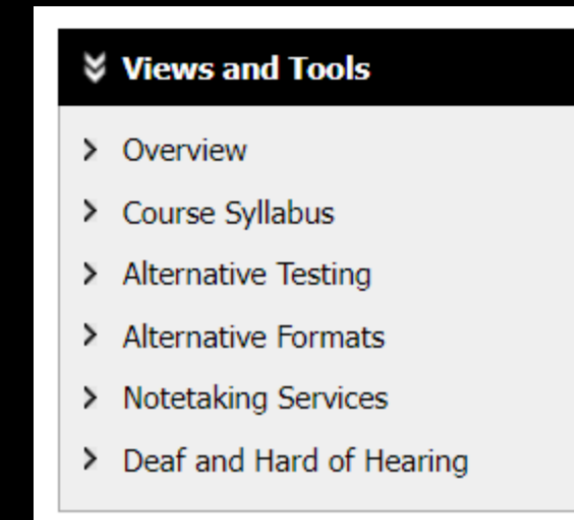 Views and Tools
Overview
Course Syllabus
Alternative Testing
Alternative Formats
Notetaking Services
Deaf and Hard of Hearing